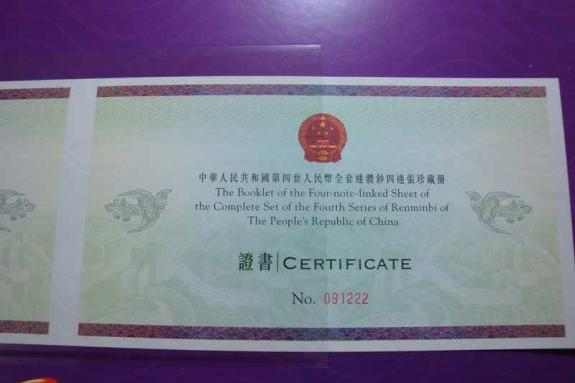 中華人民共和國第四套人民幣全套連體鈔四連張珍藏冊
The Booklet of the Four-note-linked Sheet of
the Complete Set of the Fourth Series of Renminbi of
The People's Republic of China
證書|CERTIFICATE
No. 091222